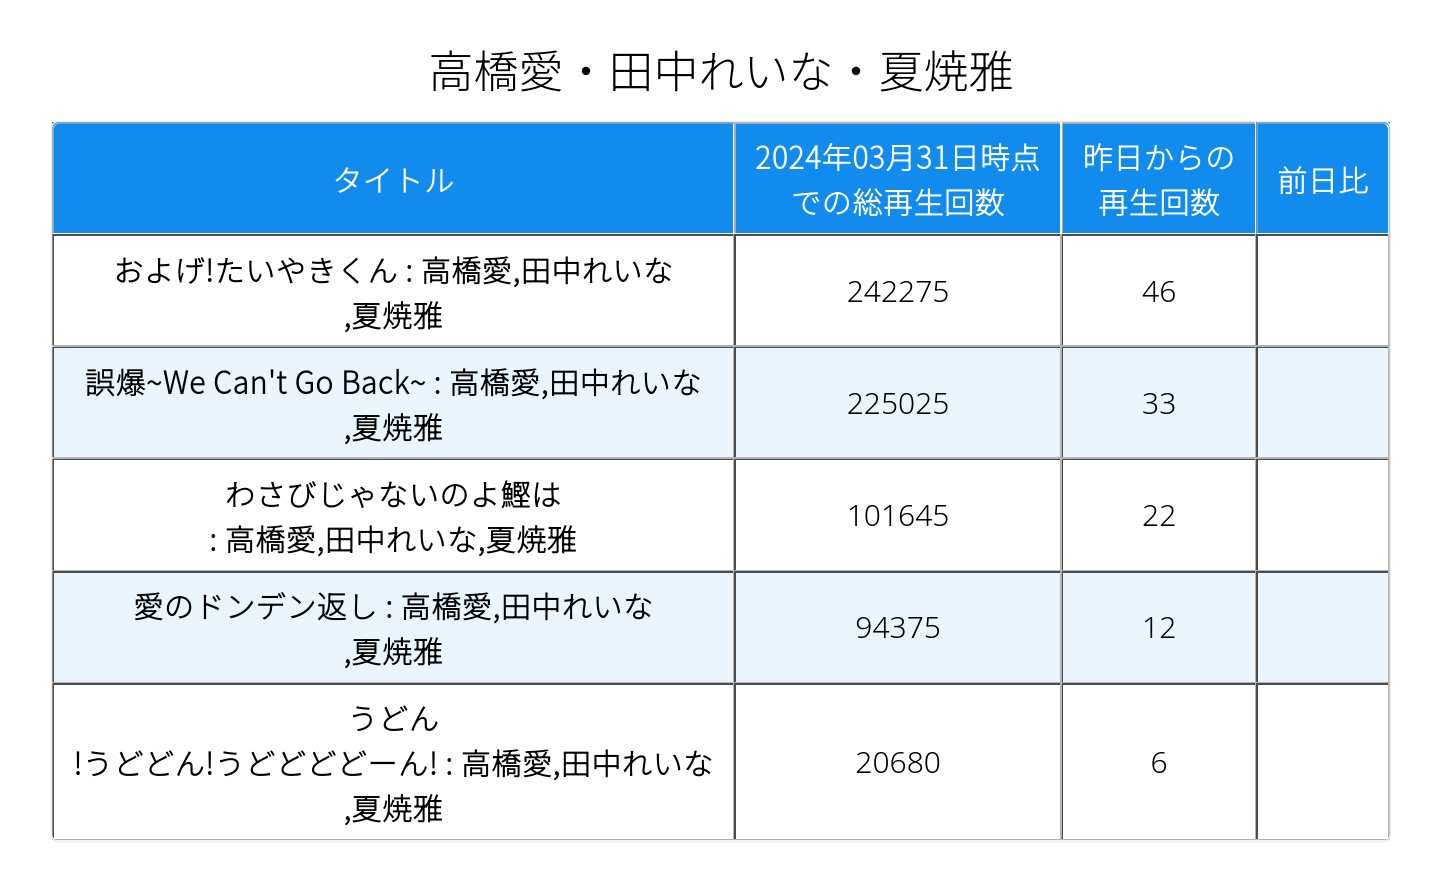 高橋愛・田中れいな・夏焼雅
タイトル
2024年03月31日時点
での総再生回数
昨日からの
再生回数
前日比
およげ!たいやきくん : 高橋愛,田中れいな
,夏焼雅
242275
46
誤爆~We Can't Go Back~ : 高橋愛,田中れいな
,夏焼雅
225025
33
わさびじゃないのよ鰹は
: 高橋愛,田中れいな,夏焼雅
101645
22
愛のドンデン返し : 高橋愛,田中れいな
,夏焼雅
94375
12
うどん
!うどどん!うどどどどーん! : 高橋愛,田中れいな
,夏焼雅
20680
6